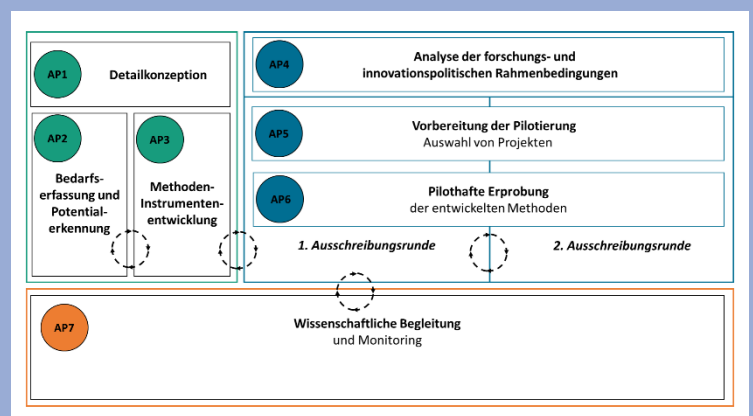 AP1
Detailkonzeption
AP2
Bedarfs-
erfassung und
Potential-
erkennung
AP3
Methoden-
Instrumenten-
entwicklung
AP4
Analyse der forschungs- und
innovationspolitischen Rahmenbedingungen
AP5
Vorbereitung der Pilotierung
Auswahl von Projekten
AP6
Pilothafte Erprobung
der entwickelten Methoden
1. Ausschreibungsrunde
2. Ausschreibungsrunde
AP7
Wissenschaftliche Begleitung
und Monitoring